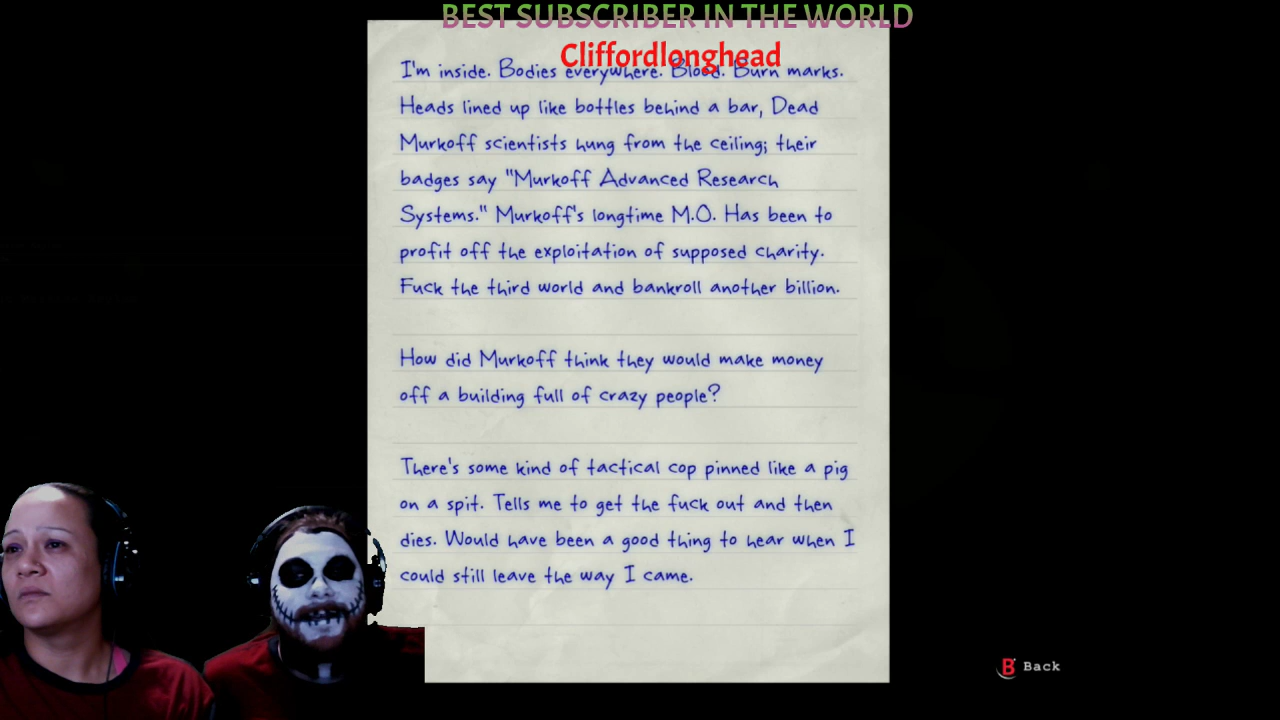 BEST SUBSCRIBER IN THE WORLD
Cliffordlonghead
I'm inside. Bodies everywhere. Blood. Burn marks.
Heads lined up like bottles behind a bar, Dead
Murkoff scientists hung from the ceiling; their
badges say "Murkoff Advanced Research
Systems." Murkoff's longtime M.O. Has been to
profit off the exploitation of supposed charity.
Fuck the third world and bankroll another billion.
How did Murkoff think they would make money
off a building full of crazy people?
There's some kind of tactical cop pinned like a pig
on a spit. Tells me to get the fuck out and then
dies. Would have been a good thing to hear when I
could still leave the way I came.
B Back